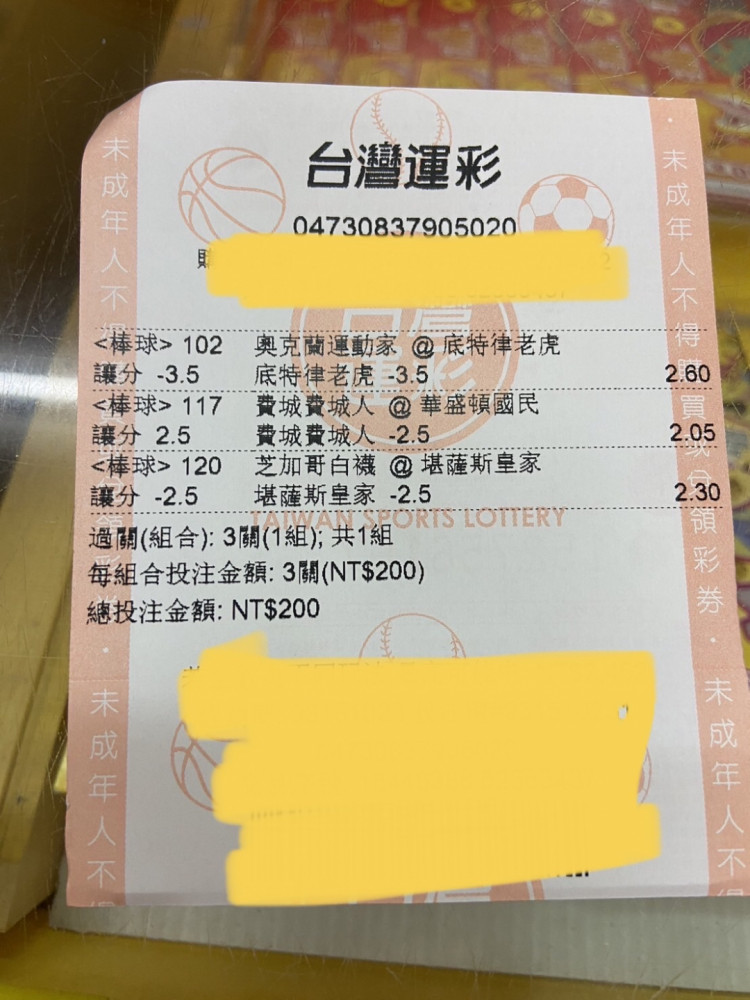 台灣運彩
04730837905020
購
<棒球> 102 奧克蘭運動家 @ 底特律老虎
讓分 -3.5 底特律老虎 -3.5 2.60
<棒球> 117 費城費城人 @ 華盛頓國民
讓分 2.5 費城費城人 -2.5 2.05
<棒球> 120 芝加哥白襪 @ 堪薩斯皇家
讓分 -2.5 堪薩斯皇家 -2.5 2.30
TAIWAN SPORTS LOTTERY
過關(組合): 3關(1組); 共1組
每組合投注金額: 3關(NT$200)
總投注金額: NT$200
未成年人不得
未成年人不
未成年人不得購買或兌領彩券
未成年人不得